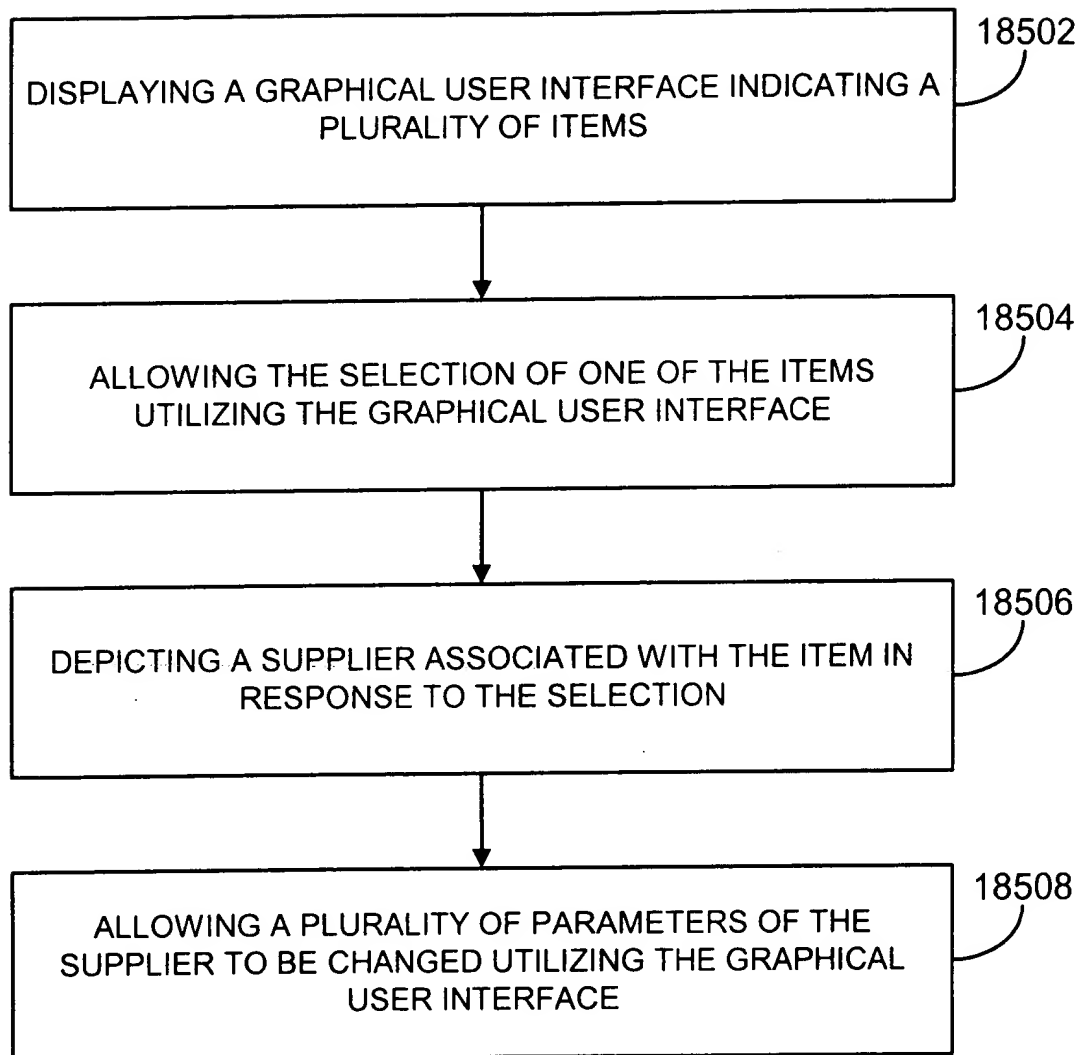 18502
DISPLAYING A GRAPHICAL USER INTERFACE INDICATING A
PLURALITY OF ITEMS
18504
ALLOWING THE SELECTION OF ONE OF THE ITEMS
UTILIZING THE GRAPHICAL USER INTERFACE
18506
DEPICTING A SUPPLIER ASSOCIATED WITH THE ITEM IN
RESPONSE TO THE SELECTION
18508
ALLOWING A PLURALITY OF PARAMETERS OF THE
SUPPLIER TO BE CHANGED UTILIZING THE GRAPHICAL
USER INTERFACE